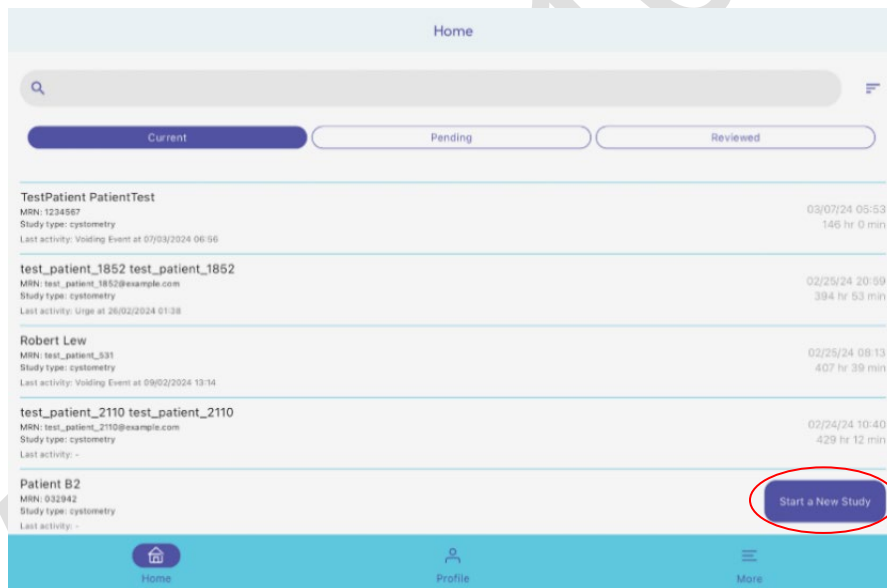 Home
Current
Pending
Reviewed
TestPatient PatientTest
MRN: 1234567
Study type: cystometry
Last activity: Voiding Event at 07/03/2024 06:56
03/07/24 05:53
146 hr 0 min
test_patient_1852 test_patient_1852
MRN: test_patient_1852@example.com
Study type: cystometry
Last activity: Urge at 26/02/2024 01:38
02/25/24 20:59
394 hr 53 min
Robert Lew
MRN: test_patient_531
Study type: cystometry
Last activity: Voiding Event at 09/02/2024 13:14
02/25/24 08:13
407 hr 39 min
test_patient_2110 test_patient_2110
MRN: test_patient_2110@example.com
Study type: cystometry
Last activity: -
02/24/24 10:40
429 hr 12 min
Patient B2
MRN: 032942
Study type: cystometry
Last activity: -
Start a New Study
Home
Profile
More